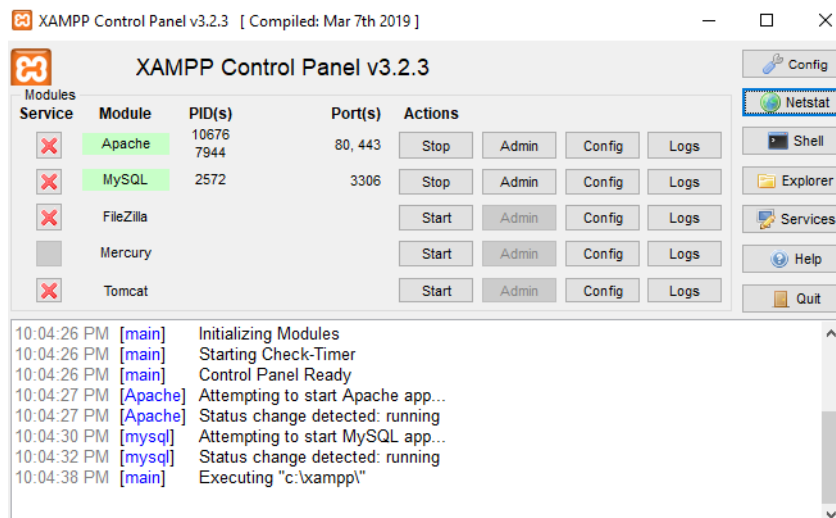 XAMPP Control Panel v3.2.3 [ Compiled: Mar 7th 2019 ]
XAMPP Control Panel v3.2.3
Config
Modules
Service Module PID(s) Port(s) Actions
Netstat
Apache 10676 7944 80, 443 Stop Admin Config Logs
Shell
MySQL 2572 3306 Stop Admin Config Logs
Explorer
FileZilla Start Admin Config Logs
Services
Mercury Start Admin Config Logs
Help
Tomcat Start Admin Config Logs
Quit
10:04:26 PM [main] Initializing Modules
10:04:26 PM [main] Starting Check-Timer
10:04:26 PM [main] Control Panel Ready
10:04:27 PM [Apache] Attempting to start Apache app...
10:04:27 PM [Apache] Status change detected: running
10:04:30 PM [mysql] Attempting to start MySQL app...
10:04:32 PM [mysql] Status change detected: running
10:04:38 PM [main] Executing "c:\xampp\"